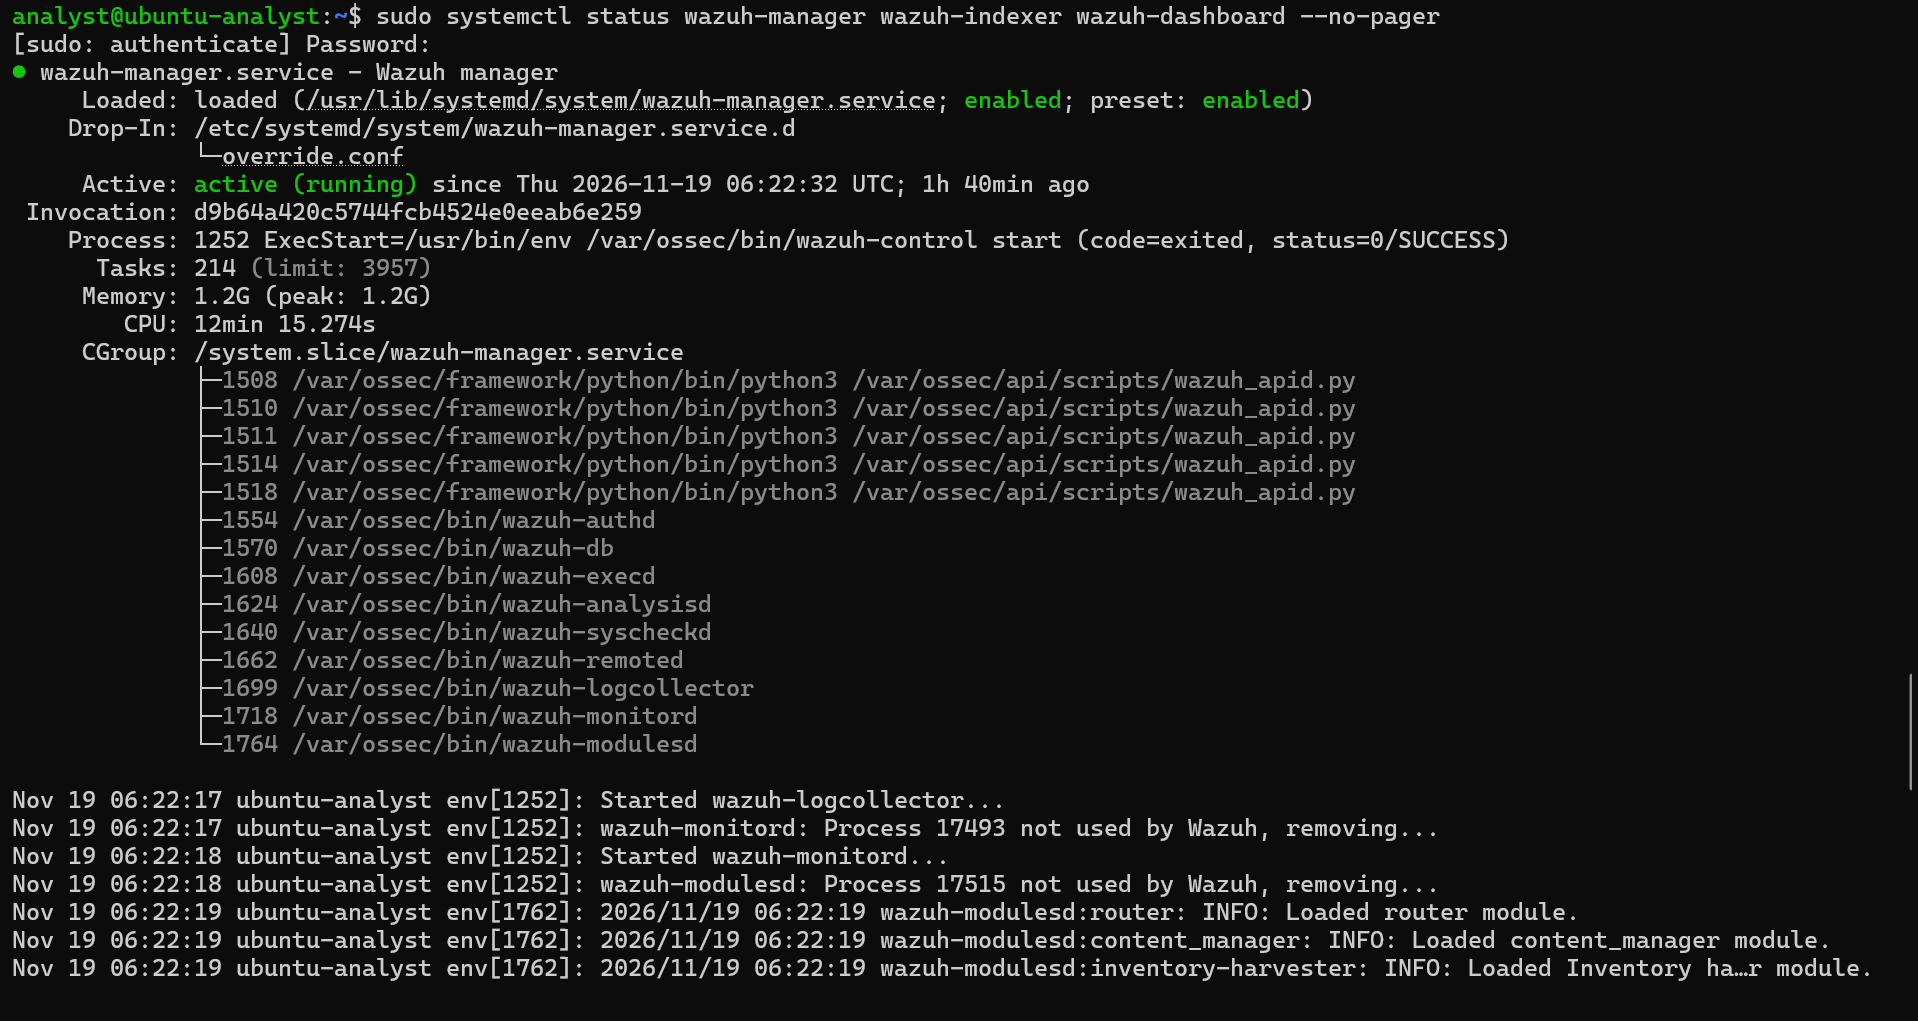 analyst@ubuntu-analyst:~$ sudo systemctl status wazuh-manager wazuh-indexer wazuh-dashboard --no-pager
[sudo: authenticate] Password:
● wazuh-manager.service - Wazuh manager
     Loaded: loaded (/usr/lib/systemd/system/wazuh-manager.service; enabled; preset: enabled)
    Drop-In: /etc/systemd/system/wazuh-manager.service.d
             └─override.conf
     Active: active (running) since Thu 2026-11-19 06:22:32 UTC; 1h 40min ago
 Invocation: d9b64a420c5744fcb4524e0eeab6e259
    Process: 1252 ExecStart=/usr/bin/env /var/ossec/bin/wazuh-control start (code=exited, status=0/SUCCESS)
      Tasks: 214 (limit: 3957)
     Memory: 1.2G (peak: 1.2G)
        CPU: 12min 15.274s
     CGroup: /system.slice/wazuh-manager.service
             ├─1508 /var/ossec/framework/python/bin/python3 /var/ossec/api/scripts/wazuh_apid.py
             ├─1510 /var/ossec/framework/python/bin/python3 /var/ossec/api/scripts/wazuh_apid.py
             ├─1511 /var/ossec/framework/python/bin/python3 /var/ossec/api/scripts/wazuh_apid.py
             ├─1514 /var/ossec/framework/python/bin/python3 /var/ossec/api/scripts/wazuh_apid.py
             ├─1518 /var/ossec/framework/python/bin/python3 /var/ossec/api/scripts/wazuh_apid.py
             ├─1554 /var/ossec/bin/wazuh-authd
             ├─1570 /var/ossec/bin/wazuh-db
             ├─1608 /var/ossec/bin/wazuh-execd
             ├─1624 /var/ossec/bin/wazuh-analysisd
             ├─1640 /var/ossec/bin/wazuh-syscheckd
             ├─1662 /var/ossec/bin/wazuh-remoted
             ├─1699 /var/ossec/bin/wazuh-logcollector
             ├─1718 /var/ossec/bin/wazuh-monitord
             └─1764 /var/ossec/bin/wazuh-modulesd

Nov 19 06:22:17 ubuntu-analyst env[1252]: Started wazuh-logcollector...
Nov 19 06:22:17 ubuntu-analyst env[1252]: wazuh-monitord: Process 17493 not used by Wazuh, removing...
Nov 19 06:22:18 ubuntu-analyst env[1252]: Started wazuh-monitord...
Nov 19 06:22:18 ubuntu-analyst env[1252]: wazuh-modulesd: Process 17515 not used by Wazuh, removing...
Nov 19 06:22:19 ubuntu-analyst env[1762]: 2026/11/19 06:22:19 wazuh-modulesd:router: INFO: Loaded router module.
Nov 19 06:22:19 ubuntu-analyst env[1762]: 2026/11/19 06:22:19 wazuh-modulesd:content_manager: INFO: Loaded content_manager module.
Nov 19 06:22:19 ubuntu-analyst env[1762]: 2026/11/19 06:22:19 wazuh-modulesd:inventory-harvester: INFO: Loaded Inventory ha…r module.